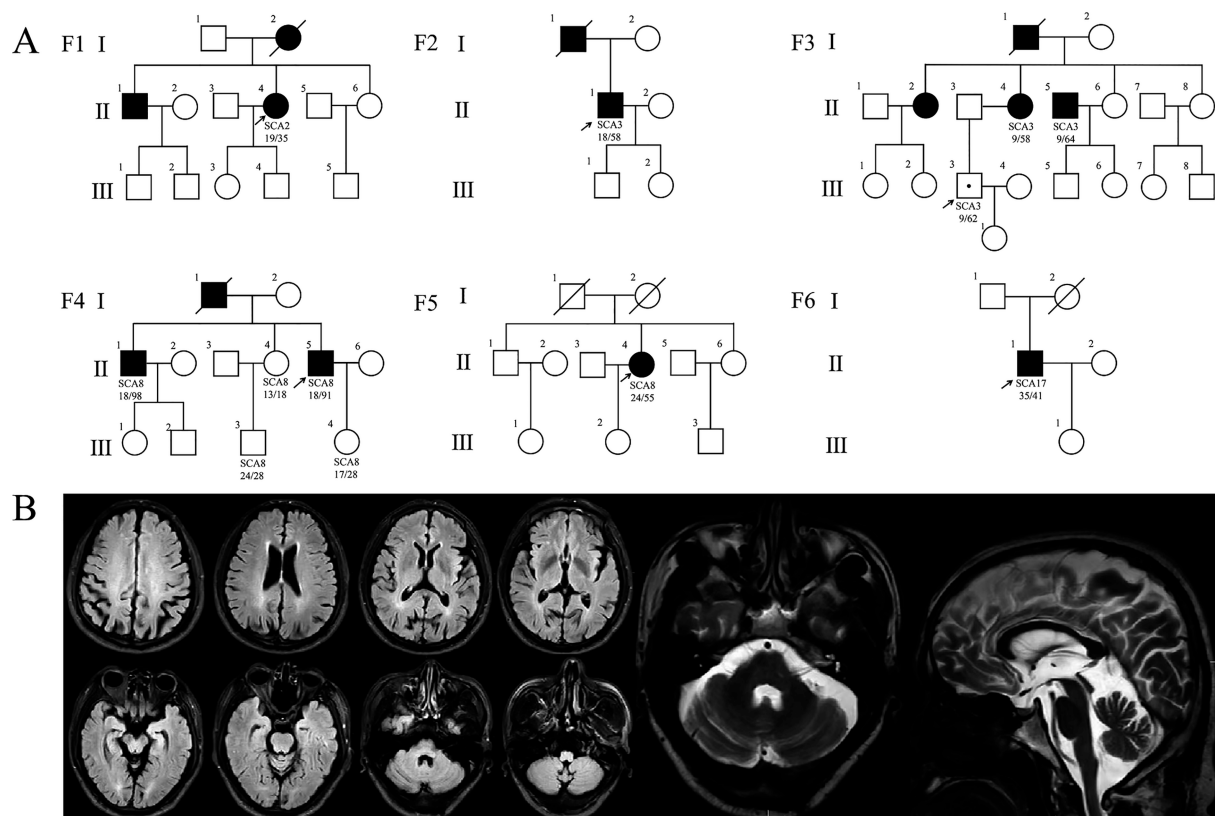 A
F1 I
1
2
II
1
2
3
4
5
6
SCA2
19/35
III
1
2
3
4
5
F2 I
1
2
II
1
2
SCA3
18/58
III
1
2
F3 I
1
2
II
1
2
3
4
5
6
7
8
SCA3
9/58
SCA3
9/64
III
1
2
3
4
5
6
7
8
SCA3
9/62
1
F4 I
1
2
II
1
2
3
4
5
6
SCA8
18/98
SCA8
13/18
SCA8
18/91
III
1
2
3
4
SCA8
24/28
SCA8
17/28
F5 I
1
2
II
1
2
3
4
5
6
SCA8
24/55
III
1
2
3
F6 I
1
2
II
1
2
SCA17
35/41
III
1
B